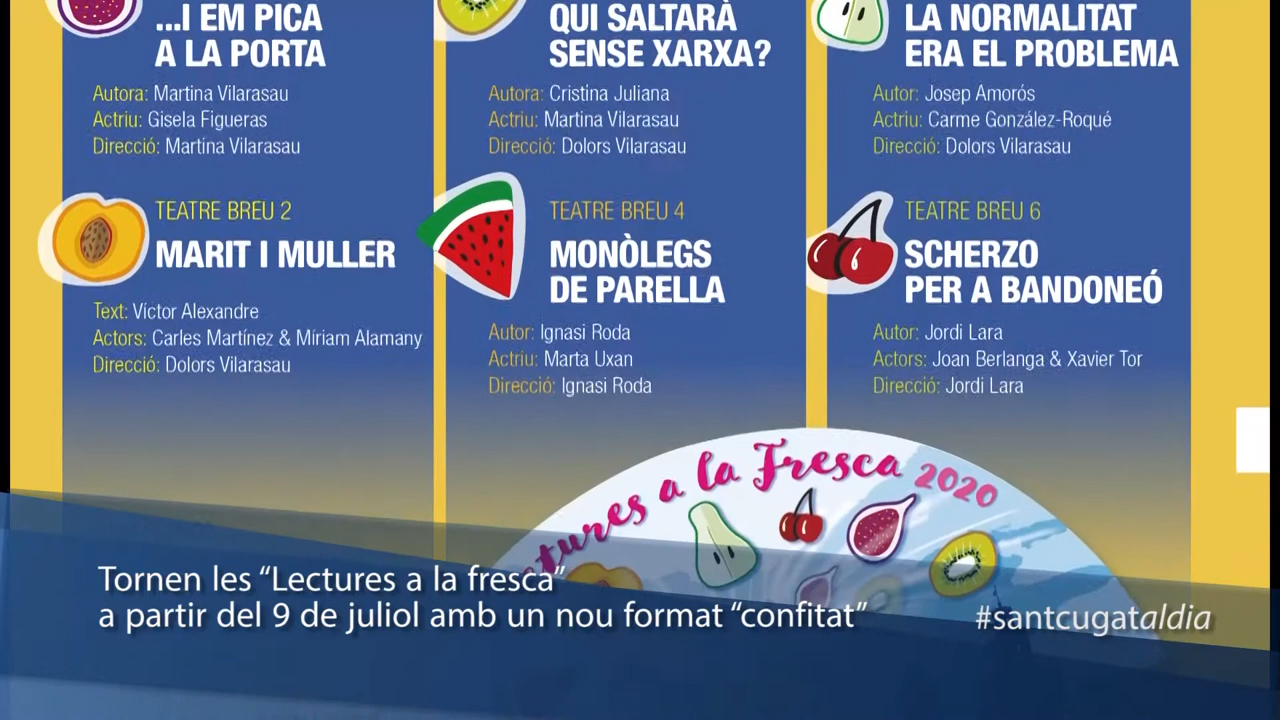 ...I EM PICA
A LA PORTA
Autora: Martina Vilarasau
Actriu: Gisela Figueras
Direcció: Martina Vilarasau
TEATRE BREU 2
MARIT I MULLER
Text: Víctor Alexandre
Actors: Carles Martínez & Míriam Alamany
Direcció: Dolors Vilarasau
QUI SALTARÀ
SENSE XARXA?
Autora: Cristina Juliana
Actriu: Martina Vilarasau
Direcció: Dolors Vilarasau
TEATRE BREU 4
MONÒLEGS
DE PARELLA
Autor: Ignasi Roda
Actriu: Marta Uxan
Direcció: Ignasi Roda
LA NORMALITAT
ERA EL PROBLEMA
Autor: Josep Amorós
Actriu: Carme González-Roqué
Direcció: Dolors Vilarasau
TEATRE BREU 6
SCHERZO
PER A BANDONEÓ
Autor: Jordi Lara
Actors: Joan Berlanga & Xavier Tor
Direcció: Jordi Lara
tures a la Fresca 2020
Tornen les “Lectures a la fresca”
a partir del 9 de juliol amb un nou format “confitat”
#santcugataldia